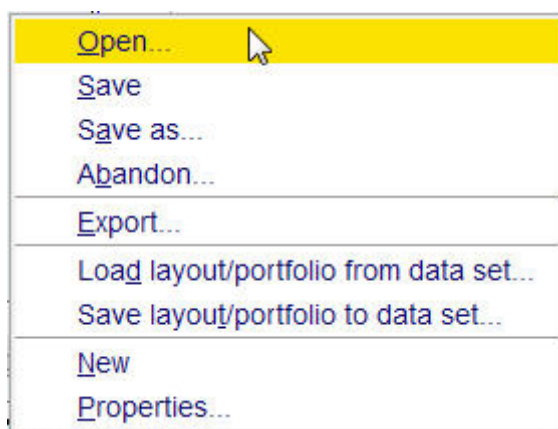 Open...
Save
Save as...
Abandon...
Export...
Load layout/portfolio from data set...
Save layout/portfolio to data set...
New
Properties...